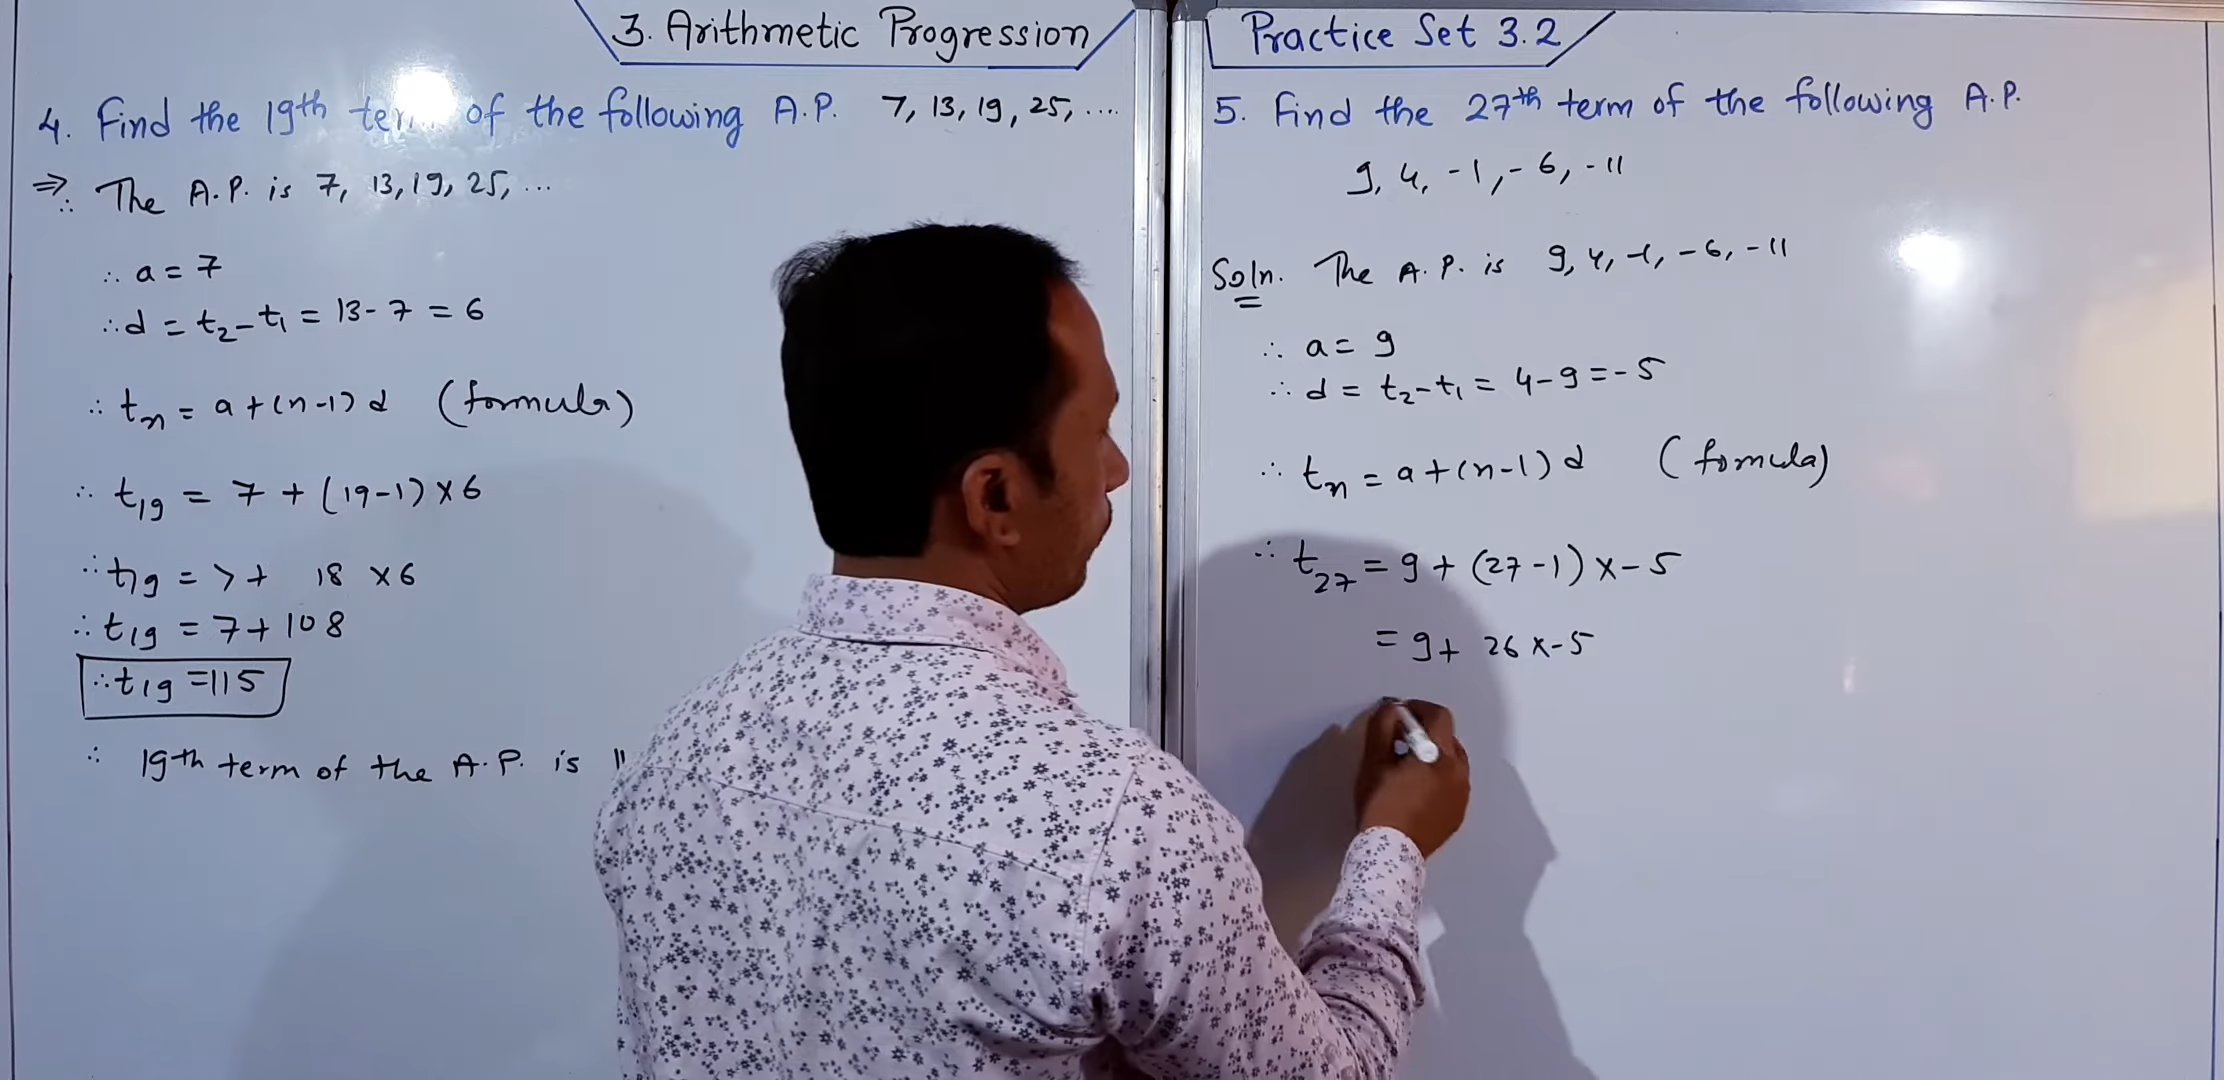 3. Arithmetic Progression
4. Find the 19th of the following A.P. 7, 13, 19, 25, ....
⇒ ∴ The A.P. is 7, 13, 19, 25, ...
∴ a = 7
∴ d = t₂ - t₁ = 13 - 7 = 6
∴ tₙ = a + (n-1) d (formula)
∴ t₁₉ = 7 + (19-1) × 6
∴ t₁₉ = 7 + 18 × 6
∴ t₁₉ = 7 + 108
∴ t₁₉ = 115
∴ 19th term of the A.P. is
Practice Set 3.2
5. Find the 27th term of the following A.P.
9, 4, -1, -6, -11
Soln. The A.P. is 9, 4, -1, -6, -11
∴ a = 9
∴ d = t₂ - t₁ = 4 - 9 = -5
∴ tₙ = a + (n-1) d (formula)
∴ t₂₇ = 9 + (27-1) × -5
= 9 + 26 × -5